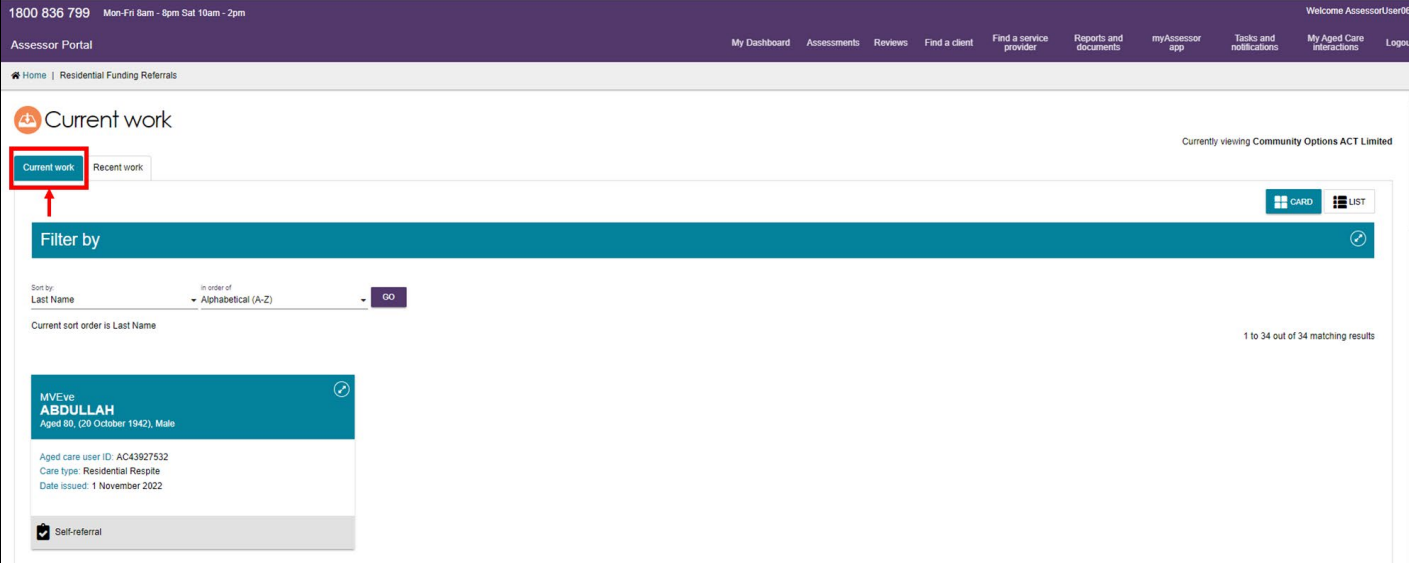 1800 836 799 Mon-Fri 8am - 8pm Sat 10am - 2pm
Welcome AssessorUser06
Assessor Portal
My Dashboard Assessments Reviews Find a client Find a service provider Reports and documents myAssessor app Tasks and notifications My Aged Care interactions Logou
Home | Residential Funding Referrals
Current work
Currently viewing Community Options ACT Limited
Current work Recent work
CARD LIST
Filter by
Sort by: In order of
Last Name Alphabetical (A-Z) GO
Current sort order is Last Name
1 to 34 out of 34 matching results
MVEve
ABDULLAH
Aged 80, (20 October 1942), Male
Aged care user ID: AC43927532
Care type: Residential Respite
Date issued: 1 November 2022
Self-referral